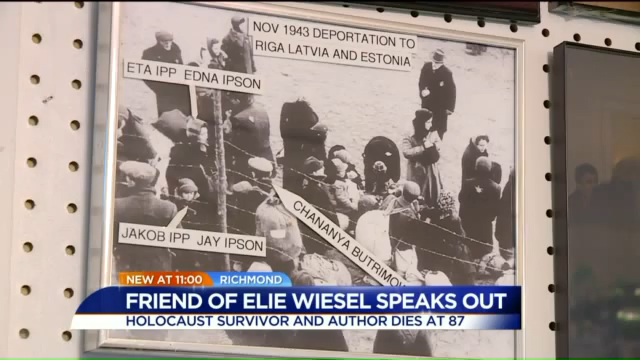 NOV 1943 DEPORTATION TO
RIGA LATVIA AND ESTONIA
ETA IPP EDNA IPSON
CHANANYA BUTRIMOW
JAKOB IPP JAY IPSON
NEW AT 11:00 RICHMOND
FRIEND OF ELIE WIESEL SPEAKS OUT
HOLOCAUST SURVIVOR AND AUTHOR DIES AT 87